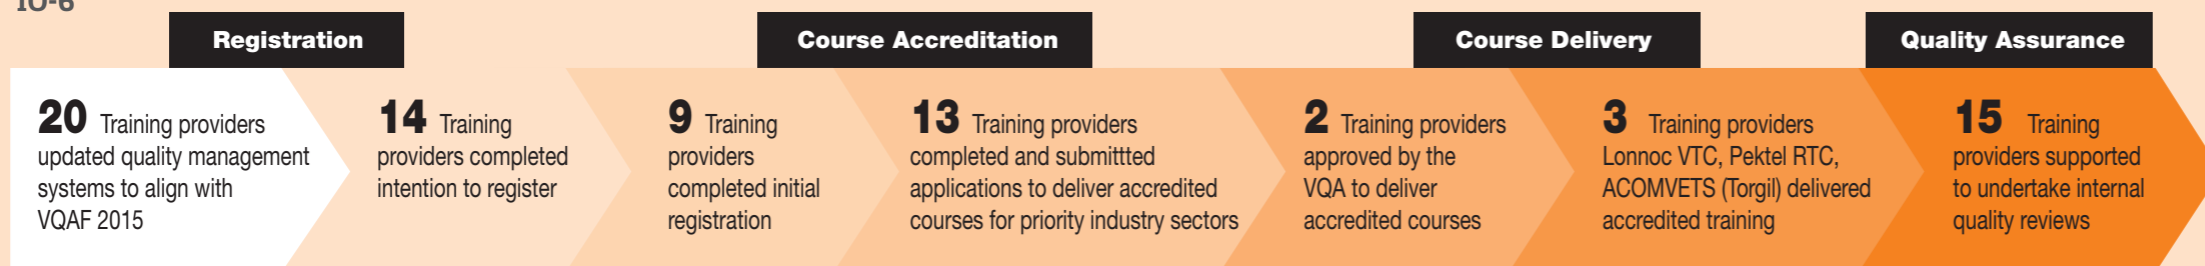 IO-6
Registration
Course Accreditation
Course Delivery
Quality Assurance
20 Training providers
updated quality management
systems to align with
VQAF 2015
14 Training
providers completed
intention to register
9 Training
providers
completed initial
registration
13 Training providers
completed and submittted
applications to deliver accredited
courses for priority industry sectors
2 Training providers
approved by the
VQA to deliver
accredited courses
3 Training providers
Lonnoc VTC, Pektel RTC,
ACOMVETS (Torgil) delivered
accredited training
15 Training
providers supported
to undertake internal
quality reviews